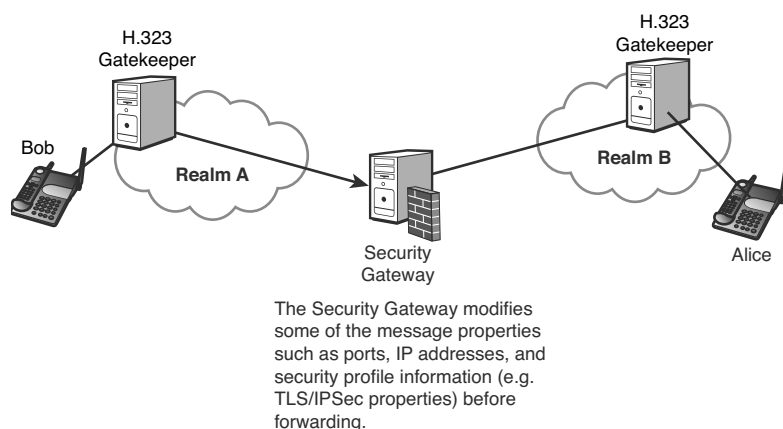 H.323
Gatekeeper
H.323
Gatekeeper
Bob
Realm A
Realm B
Security
Gateway
Alice
The Security Gateway modifies
some of the message properties
such as ports, IP addresses, and
security profile information (e.g.
TLS/IPSec properties) before
forwarding.